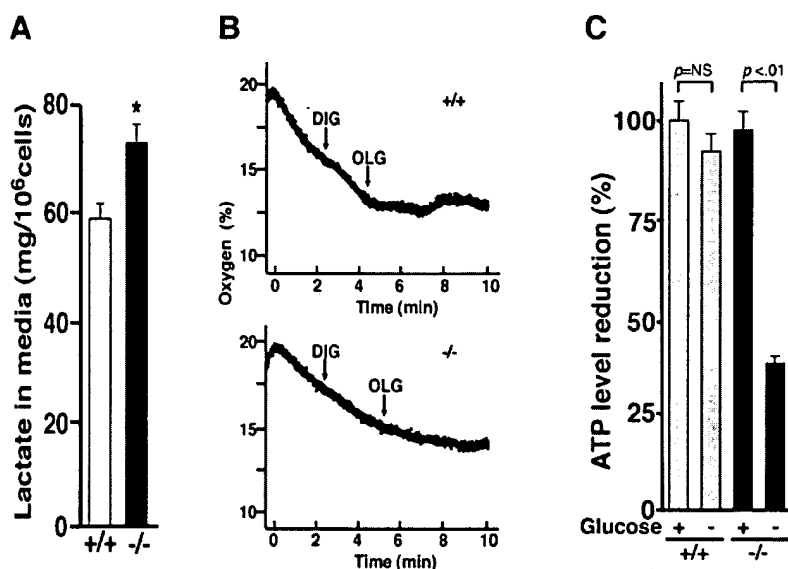 A
Lactate in media (mg/10⁶cells)
80
*
60
40
20
0
+/+ -/-
B
Oxygen (%)
20
15
10
DIG
OLG
+/+
0 2 4 6 8 10
Time (min)
20
15
10
DIG
OLG
-/-
0 2 4 6 8 10
Time (min)
C
p=NS p<.01
ATP level reduction (%)
100
75
50
25
0
Glucose + - + -
+/+ -/-